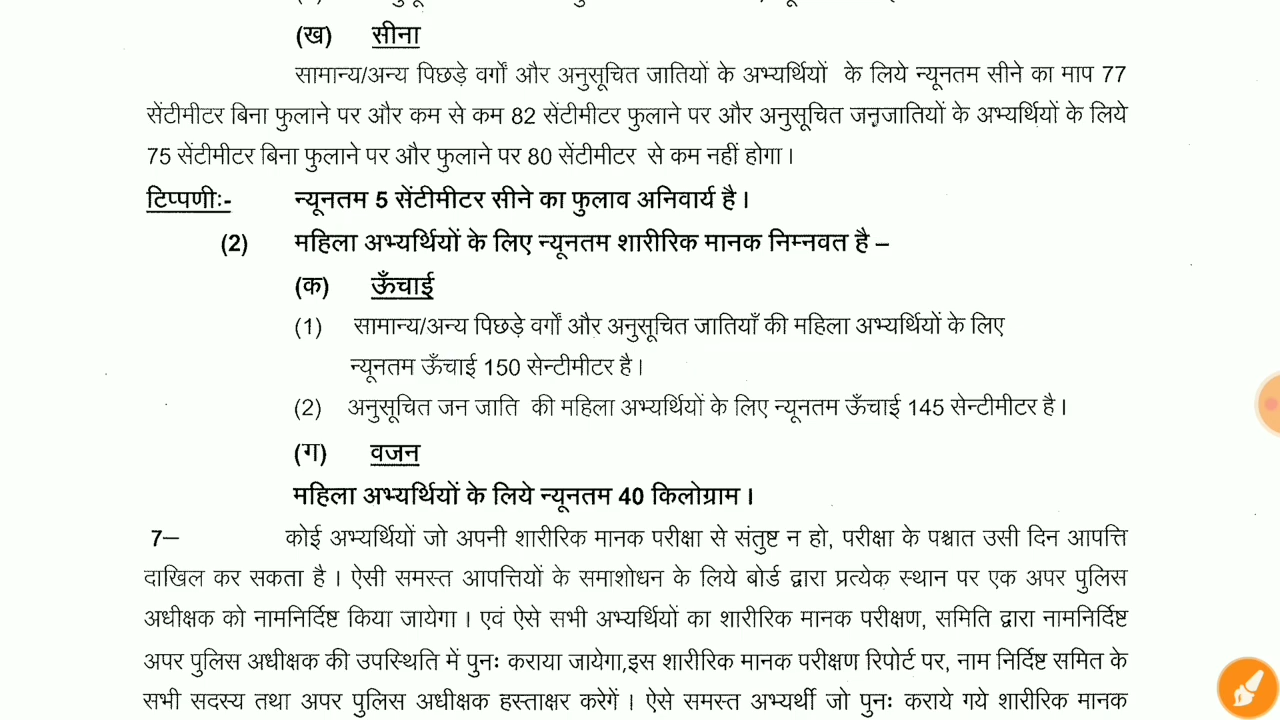 (ख) सीना
सामान्य/अन्य पिछड़े वर्गों और अनुसूचित जातियों के अभ्यर्थियों के लिये न्यूनतम सीने का माप 77
सेंटीमीटर बिना फुलाने पर और कम से कम 82 सेंटीमीटर फुलाने पर और अनुसूचित जनजातियों के अभ्यर्थियों के लिये
75 सेंटीमीटर बिना फुलाने पर और फुलाने पर 80 सेंटीमीटर से कम नहीं होगा।
टिप्पणीः- न्यूनतम 5 सेंटीमीटर सीने का फुलाव अनिवार्य है।
(2) महिला अभ्यर्थियों के लिए न्यूनतम शारीरिक मानक निम्नवत है –
(क) ऊँचाई
(1) सामान्य/अन्य पिछड़े वर्गों और अनुसूचित जातियाँ की महिला अभ्यर्थियों के लिए
न्यूनतम ऊँचाई 150 सेन्टीमीटर है।
(2) अनुसूचित जन जाति की महिला अभ्यर्थियों के लिए न्यूनतम ऊँचाई 145 सेन्टीमीटर है।
(ग) वजन
महिला अभ्यर्थियों के लिये न्यूनतम 40 किलोग्राम।
7– कोई अभ्यर्थियों जो अपनी शारीरिक मानक परीक्षा से संतुष्ट न हो, परीक्षा के पश्चात उसी दिन आपत्ति
दाखिल कर सकता है। ऐसी समस्त आपत्तियों के समाशोधन के लिये बोर्ड द्वारा प्रत्येक स्थान पर एक अपर पुलिस
अधीक्षक को नामनिर्दिष्ट किया जायेगा। एवं ऐसे सभी अभ्यर्थियों का शारीरिक मानक परीक्षण, समिति द्वारा नामनिर्दिष्ट
अपर पुलिस अधीक्षक की उपस्थिति में पुनः कराया जायेगा,इस शारीरिक मानक परीक्षण रिपोर्ट पर, नाम निर्दिष्ट समित के
सभी सदस्य तथा अपर पुलिस अधीक्षक हस्ताक्षर करेगें। ऐसे समस्त अभ्यर्थी जो पुनः कराये गये शारीरिक मानक